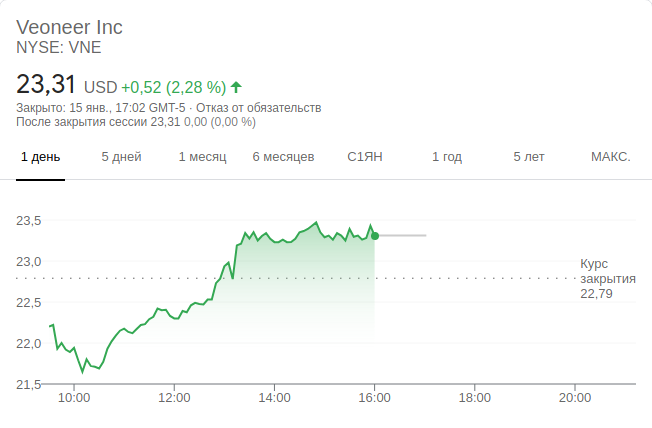 Veoneer Inc
NYSE: VNE
23,31 USD +0,52 (2,28 %)
Закрыто: 15 янв., 17:02 GMT-5 · Отказ от обязательств
После закрытия сессии 23,31 0,00 (0,00 %)
1 день 5 дней 1 месяц 6 месяцев С1ЯН 1 год 5 лет МАКС.
23,5
23,0
22,5
22,0
21,5
Курс
закрытия
22,79
10:00 12:00 14:00 16:00 18:00 20:00